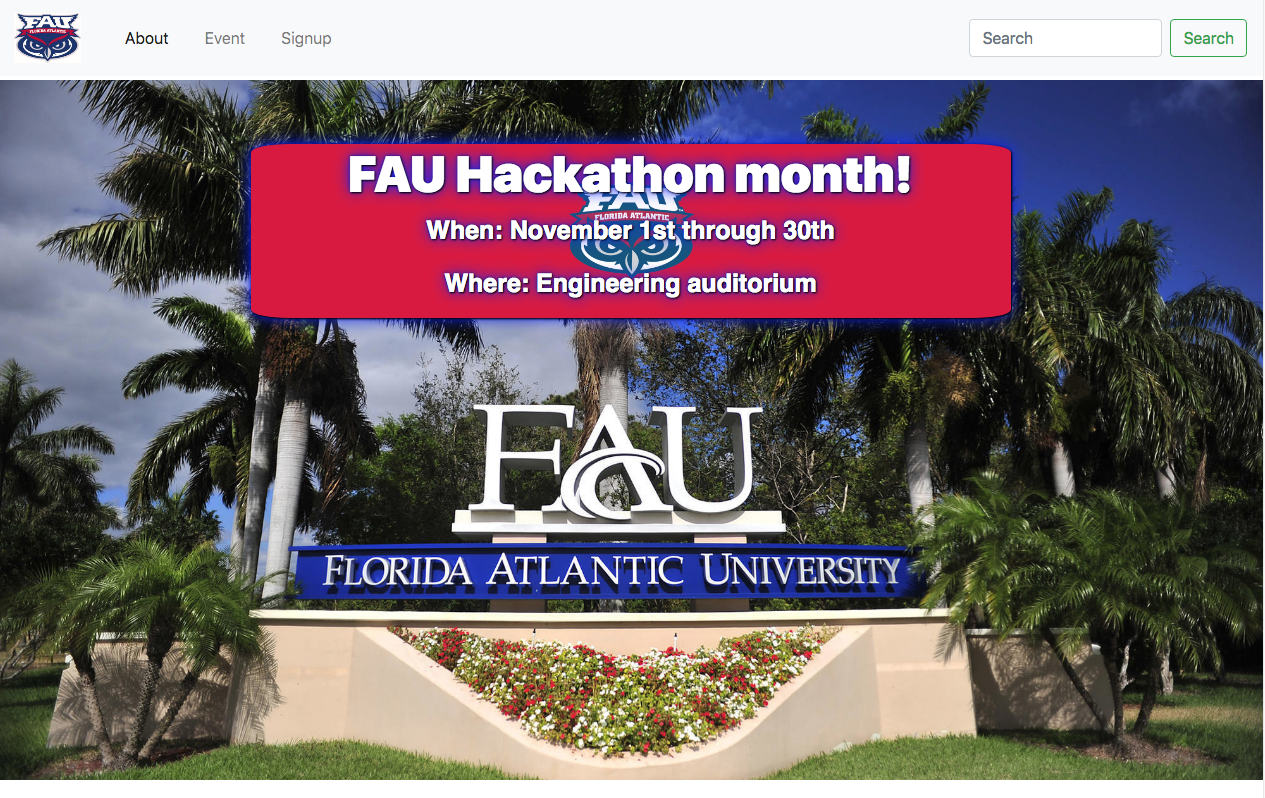 FAU
FLORIDA ATLANTIC
About
Event
Signup
Search
Search
FAU Hackathon month!
FAU
FLORIDA ATLANTIC
When: November 1st through 30th
Where: Engineering auditorium
FAU
FLORIDA ATLANTIC UNIVERSITY